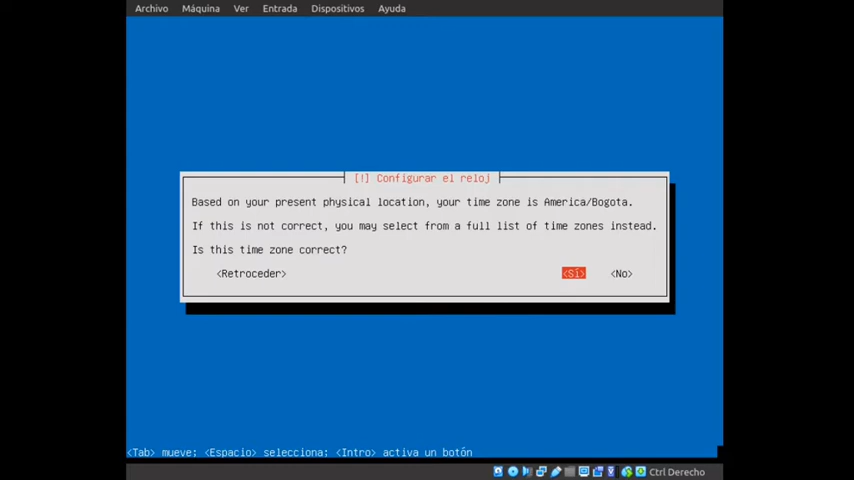 Archivo Máquina Ver Entrada Dispositivos Ayuda
[!] Configurar el reloj
Based on your present physical location, your time zone is America/Bogota.
If this is not correct, you may select from a full list of time zones instead.
Is this time zone correct?
<Retroceder> <Sí> <No>
<Tab> mueve; <Espacio> selecciona; <Intro> activa un botón
Ctrl Derecho